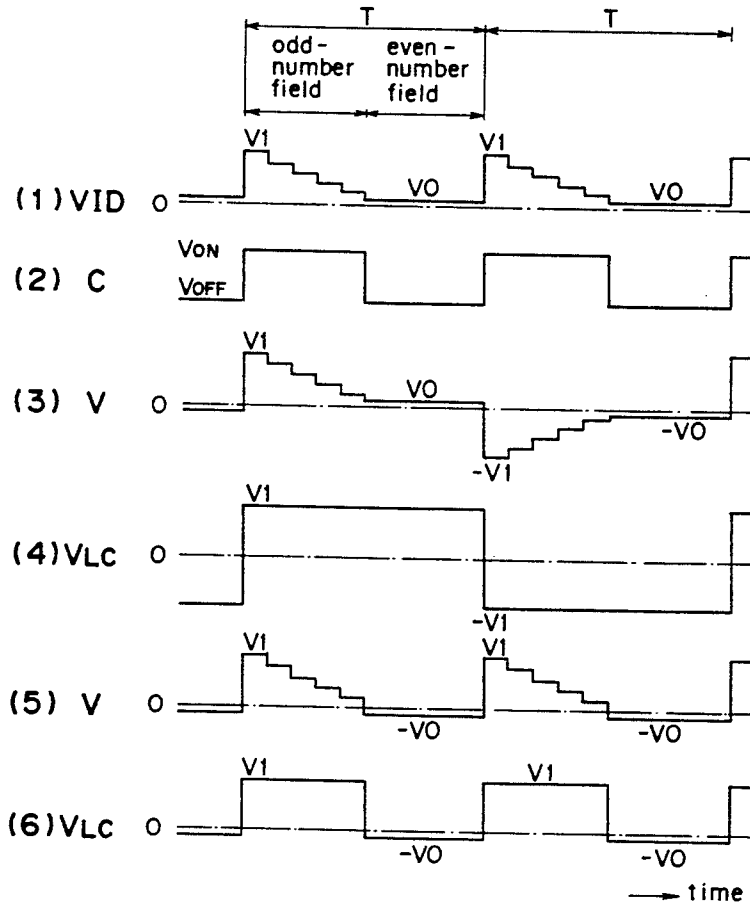 T T
odd- even-
number number
field field
V1 V1
(1) VID 0 VO VO
VON
(2) C VOFF
V1
(3) V 0 VO -VO
-V1
V1
(4) VLC 0
-V1
V1 V1
(5) V 0
-VO -VO
V1 V1
(6) VLC 0
-VO -VO
time